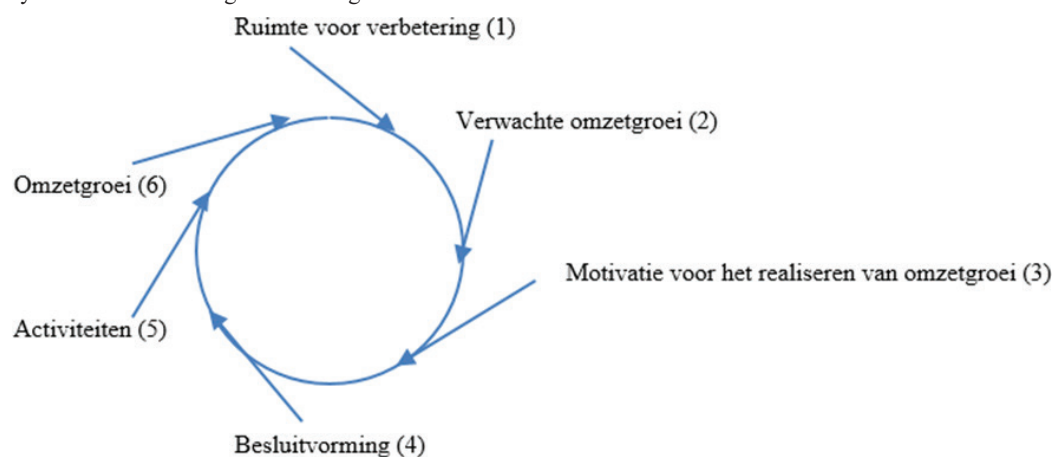 Ruimte voor verbetering (1)
Verwachte omzetgroei (2)
Motivatie voor het realiseren van omzetgroei (3)
Besluitvorming (4)
Activiteiten (5)
Omzetgroei (6)